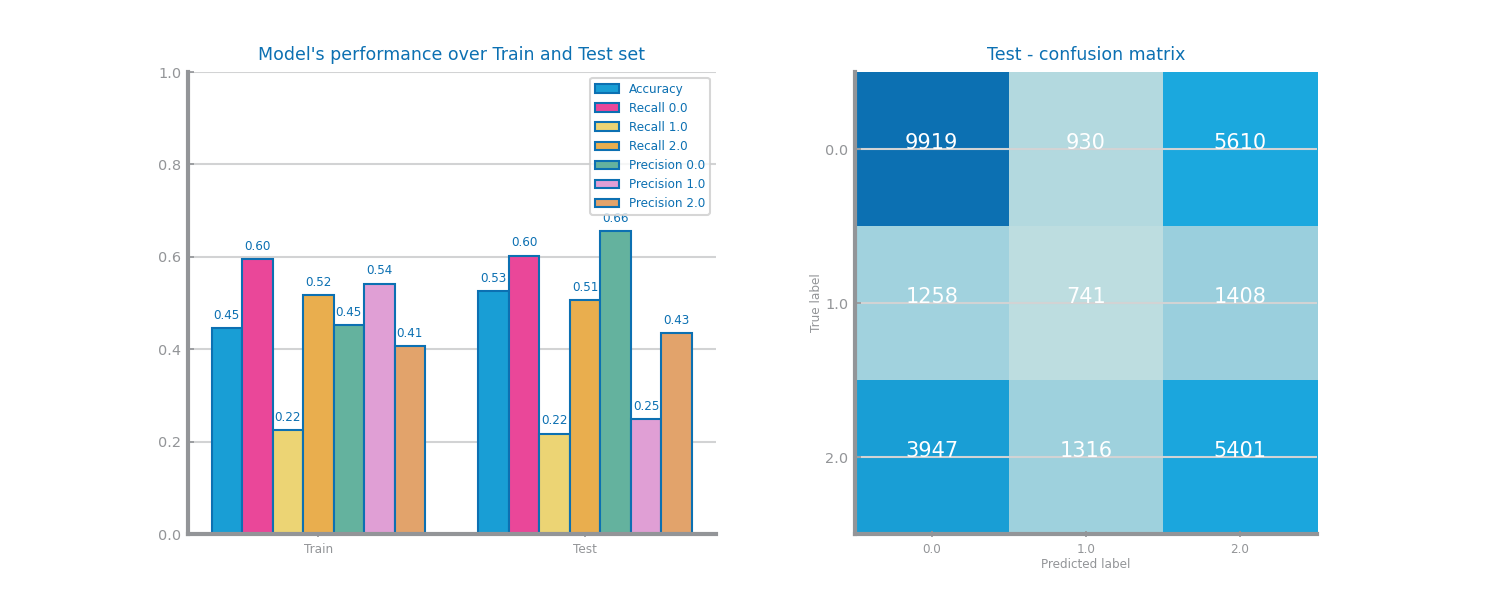 Model's performance over Train and Test set
1.0
0.8
0.6
0.4
0.2
0.0
Accuracy
Recall 0.0
Recall 1.0
Recall 2.0
Precision 0.0
Precision 1.0
Precision 2.0
0.45
0.60
0.22
0.52
0.45
0.54
0.41
0.53
0.60
0.22
0.51
0.66
0.25
0.43
Train
Test
Test - confusion matrix
True label
0.0
9919
930
5610
1.0
1258
741
1408
2.0
3947
1316
5401
0.0
1.0
2.0
Predicted label